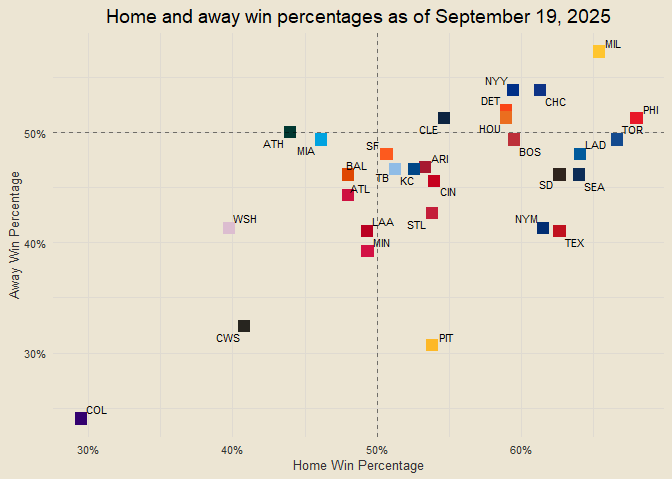 Home and away win percentages as of September 19, 2025
MIL
NYY
DET
CHC
PHI
50%
CLE
HOU
TOR
ATH
MIA
SF
BOS
LAD
BAL
TB
KC
ARI
SD
SEA
ATL
CIN
WSH
LAA
STL
NYM
TEX
40%
MIN
CWS
PIT
30%
COL
30%
40%
50%
60%
Home Win Percentage
Away Win Percentage